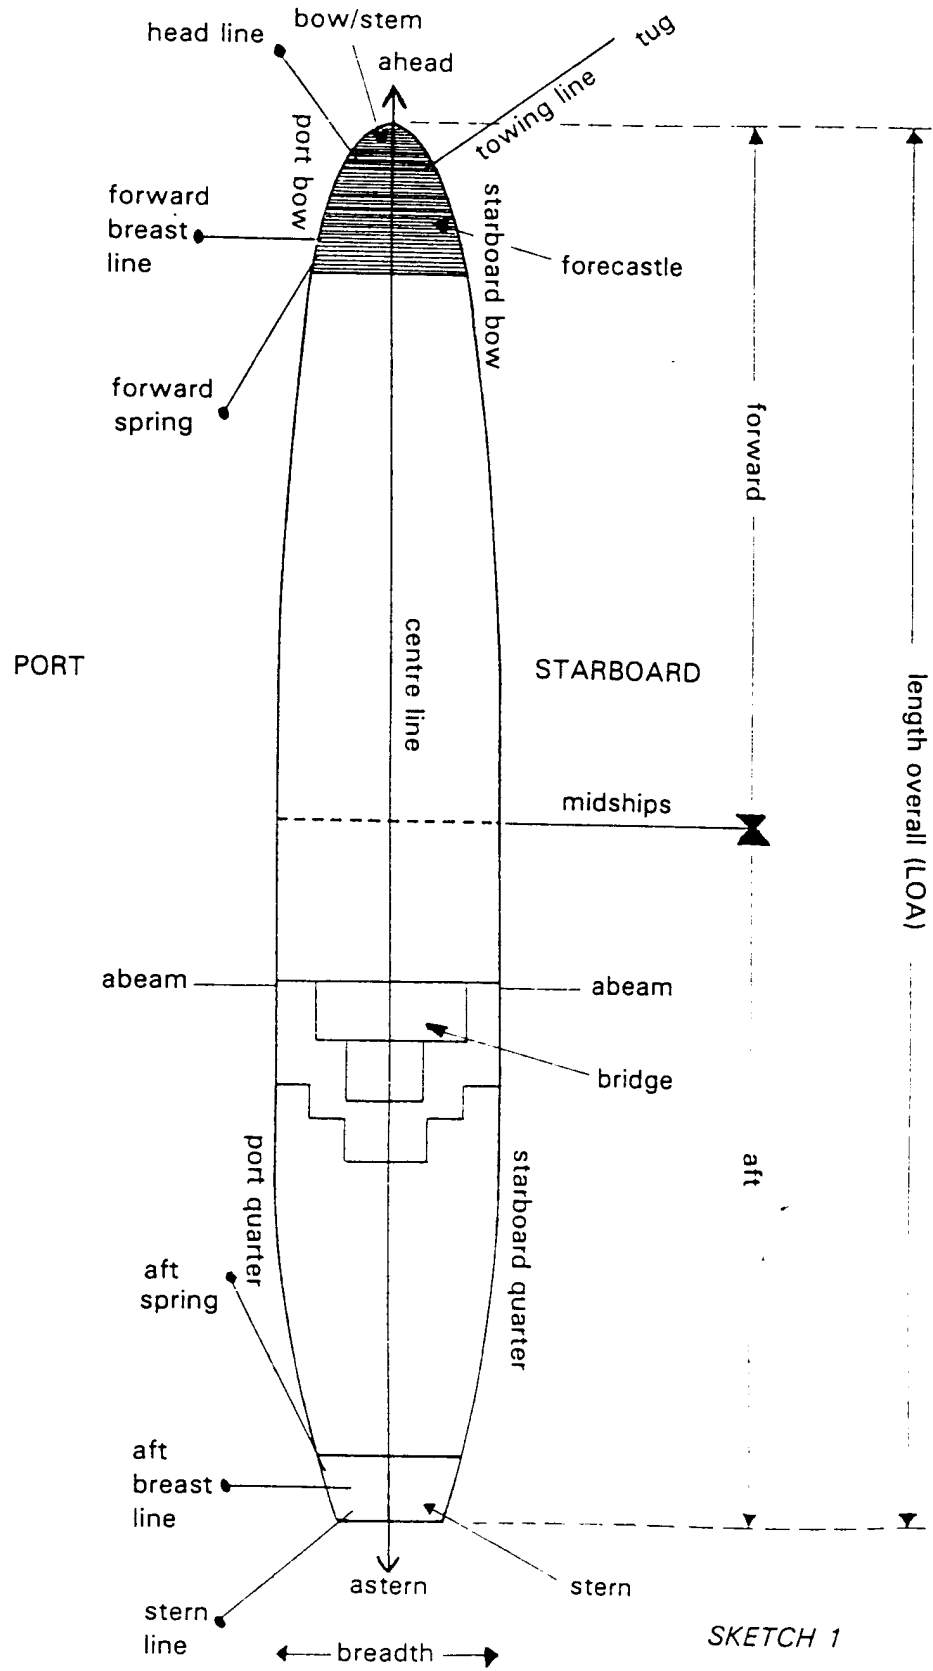 bow/stem
head line
tug
ahead
towing line
port bow
forward
breast
line
starboard bow
forecastle
forward
spring
forward
centre line
PORT
STARBOARD
length overall (LOA)
midships
abeam
abeam
bridge
port quarter
starboard quarter
aft
aft
spring
aft
breast
line
astern
stern
stern
line
breadth
SKETCH 1